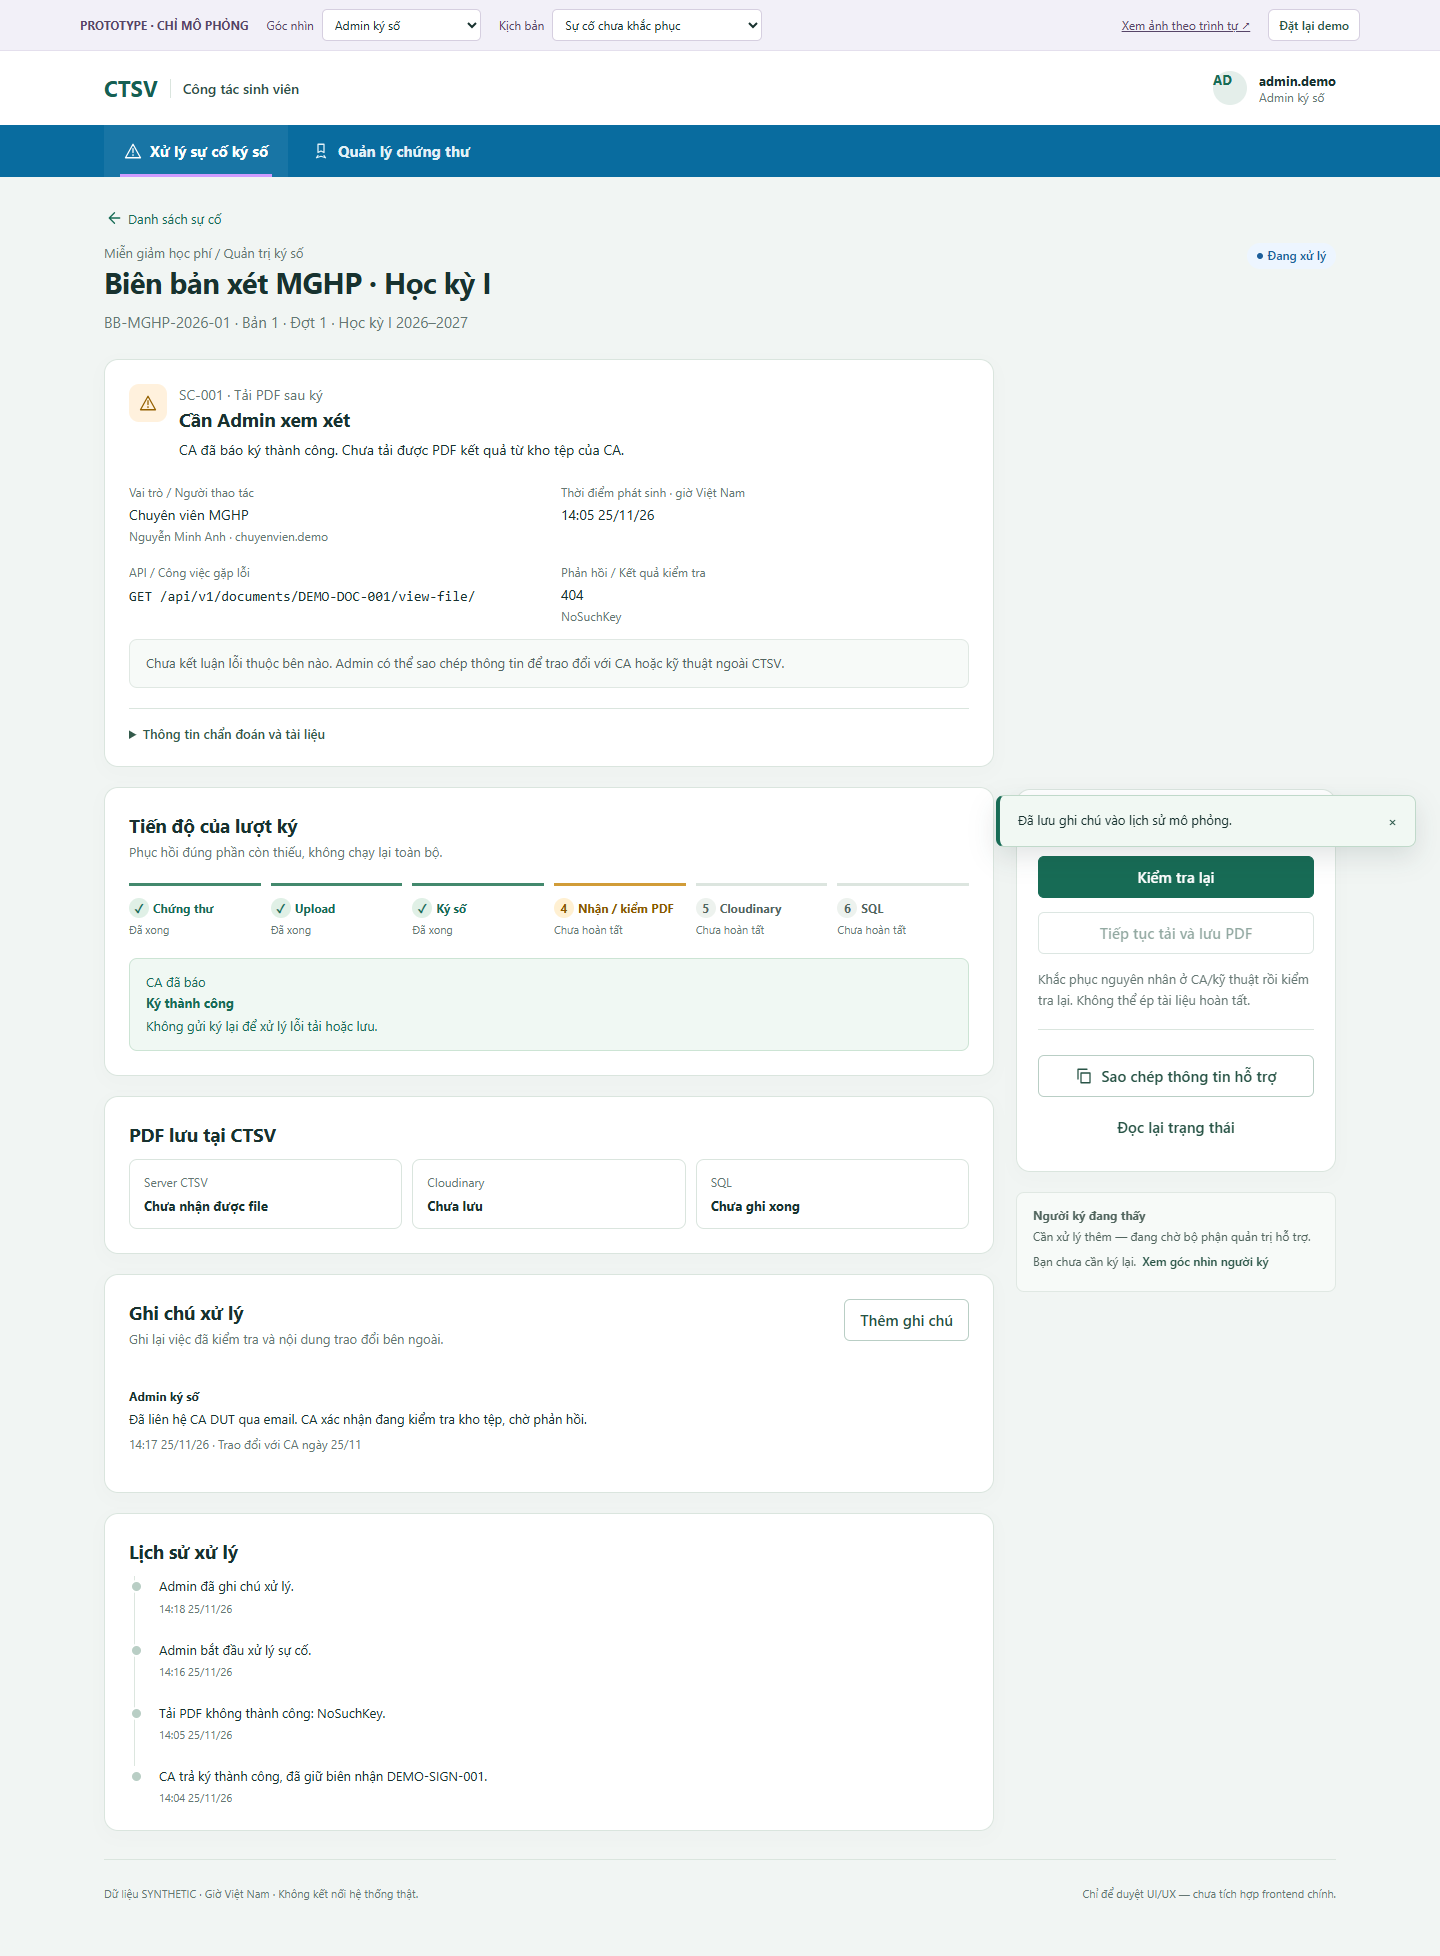 PROTOTYPE · CHỈ MÔ PHỎNG
Góc nhìn
Admin ký số
Kịch bản
Sự cố chưa khắc phục
Xem ảnh theo trình tự ↗
Đặt lại demo
CTSV
Công tác sinh viên
AD
admin.demo
Admin ký số
Xử lý sự cố ký số
Quản lý chứng thư
← Danh sách sự cố
Miễn giảm học phí / Quản trị ký số
Đang xử lý
Biên bản xét MGHP · Học kỳ I
BB-MGHP-2026-01 · Bản 1 · Đợt 1 · Học kỳ I 2026–2027
SC-001 · Tải PDF sau ký
Cần Admin xem xét
CA đã báo ký thành công. Chưa tải được PDF kết quả từ kho tệp của CA.
Vai trò / Người thao tác
Chuyên viên MGHP
Nguyễn Minh Anh · chuyenvien.demo
Thời điểm phát sinh · giờ Việt Nam
14:05 25/11/26
API / Công việc gặp lỗi
GET /api/v1/documents/DEMO-DOC-001/view-file/
Phản hồi / Kết quả kiểm tra
404
NoSuchKey
Chưa kết luận lỗi thuộc bên nào. Admin có thể sao chép thông tin để trao đổi với CA hoặc kỹ thuật ngoài CTSV.
▶ Thông tin chẩn đoán và tài liệu
Tiến độ của lượt ký
Phục hồi đúng phần còn thiếu, không chạy lại toàn bộ.
✓ Chứng thư
Đã xong
✓ Upload
Đã xong
✓ Ký số
Đã xong
4 Nhận / kiểm PDF
Chưa hoàn tất
5 Cloudinary
Chưa hoàn tất
6 SQL
Chưa hoàn tất
CA đã báo
Ký thành công
Không gửi ký lại để xử lý lỗi tải hoặc lưu.
PDF lưu tại CTSV
Server CTSV
Chưa nhận được file
Cloudinary
Chưa lưu
SQL
Chưa ghi xong
Ghi chú xử lý
Ghi lại việc đã kiểm tra và nội dung trao đổi bên ngoài.
Thêm ghi chú
Admin ký số
Đã liên hệ CA DUT qua email. CA xác nhận đang kiểm tra kho tệp, chờ phản hồi.
14:17 25/11/26 · Trao đổi với CA ngày 25/11
Lịch sử xử lý
Admin đã ghi chú xử lý.
14:18 25/11/26
Admin bắt đầu xử lý sự cố.
14:16 25/11/26
Tải PDF không thành công: NoSuchKey.
14:05 25/11/26
CA trả ký thành công, đã giữ biên nhận DEMO-SIGN-001.
14:04 25/11/26
Đã lưu ghi chú vào lịch sử mô phỏng.
×
Kiểm tra lại
Tiếp tục tải và lưu PDF
Khắc phục nguyên nhân ở CA/kỹ thuật rồi kiểm
tra lại. Không thể ép tài liệu hoàn tất.
Sao chép thông tin hỗ trợ
Đọc lại trạng thái
Người ký đang thấy
Cần xử lý thêm — đang chờ bộ phận quản trị hỗ trợ.
Bạn chưa cần ký lại. Xem góc nhìn người ký
Dữ liệu SYNTHETIC · Giờ Việt Nam · Không kết nối hệ thống thật.
Chỉ để duyệt UI/UX — chưa tích hợp frontend chính.